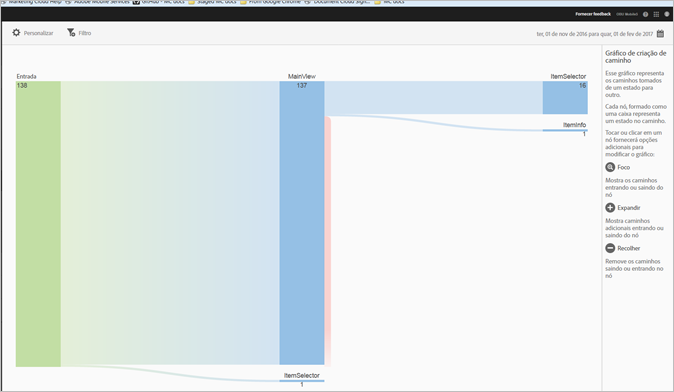 Marketing Cloud Help
Adobe Mobile Services
GitHub - MC docs
Staged MC docs
From Google Chrome
Document Cloud Sign...
MC docs
Fornecer feedback
Personalizar
Filtro
ter, 01 de nov de 2016 para quar, 01 de fev de 2017
Entrada
138
MainView
137
ItemSelector
16
ItemInfo
1
ItemSelector
1
Gráfico de criação de
caminho
Esse gráfico representa
os caminhos tomados
de um estado para
outro.
Cada nó, formado como
uma caixa representa
um estado no caminho.
Tocar ou clicar em um
nó fornecerá opções
adicionais para
modificar o gráfico:
Foco
Mostra os caminhos
entrando ou saindo do
nó
Expandir
Mostra caminhos
adicionais entrando ou
saindo do nó
Recolher
Remove os caminhos
saindo ou entrando no
nó